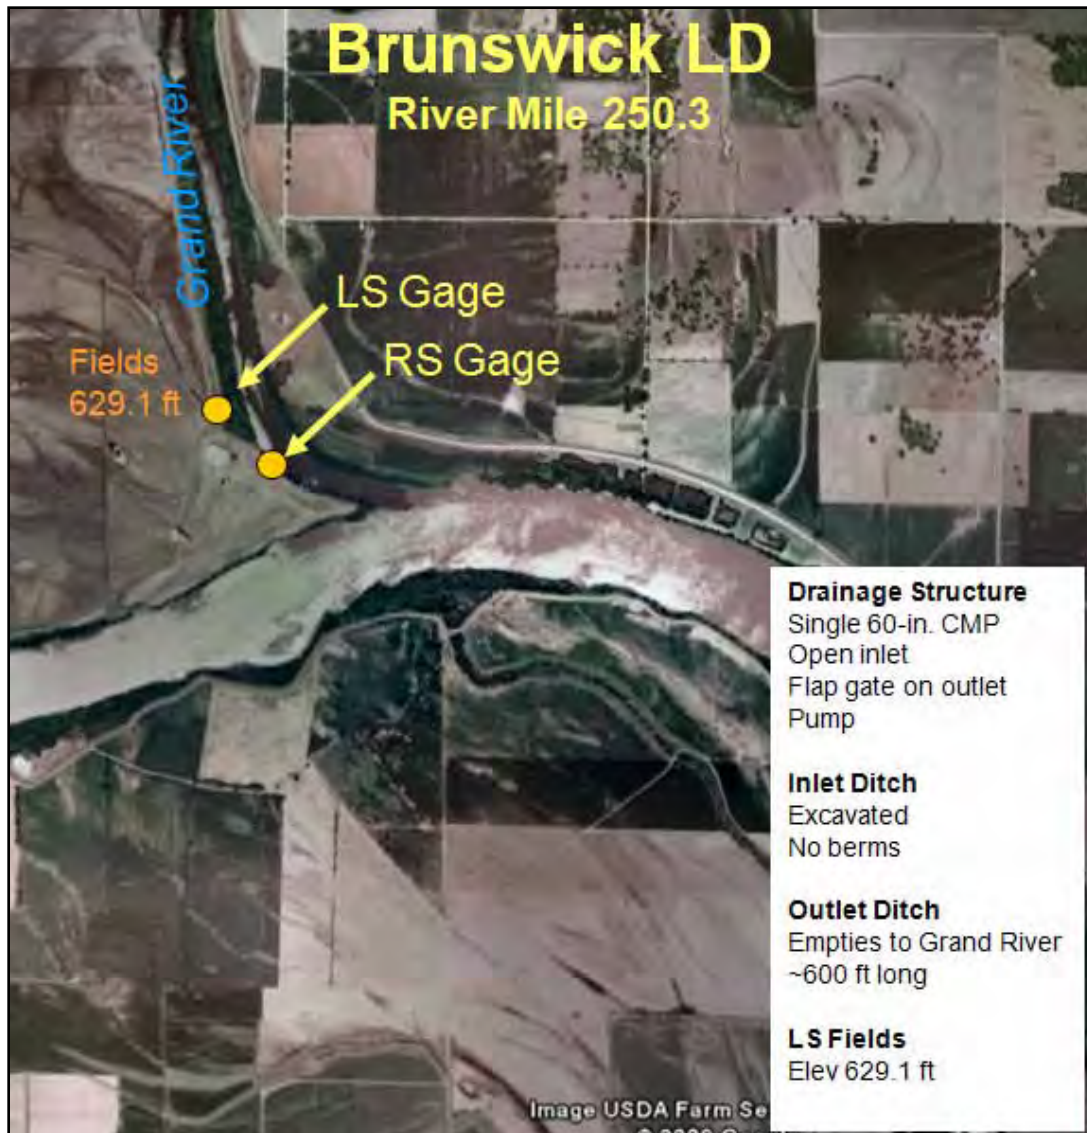 Brunswick LD
River Mile 250.3
Grand River
LS Gage
RS Gage
Fields
629.1 ft
Drainage Structure
Single 60-in. CMP
Open inlet
Flap gate on outlet
Pump
Inlet Ditch
Excavated
No berms
Outlet Ditch
Empties to Grand River
~600 ft long
LS Fields
Elev 629.1 ft
Image USDA Farm Se